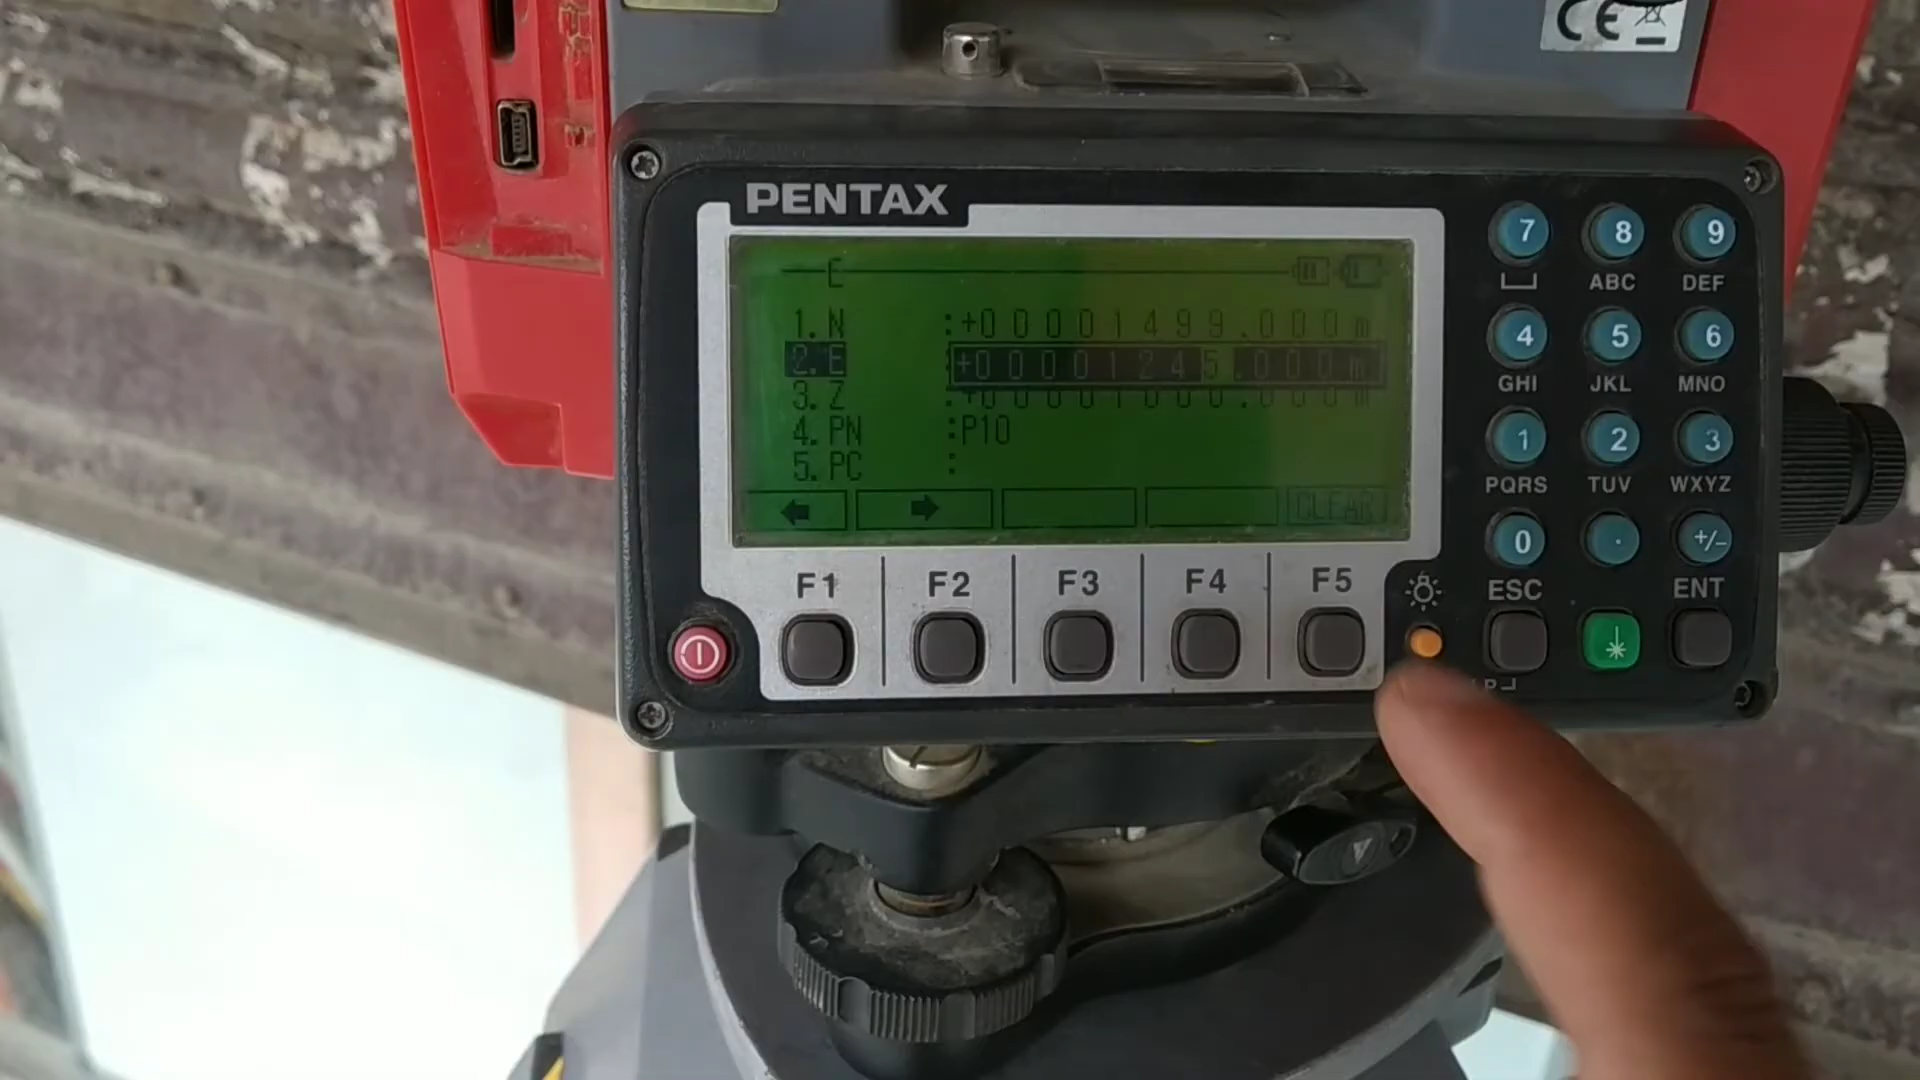 CE
PENTAX
E
1. N :+00001499.000m
2. E :+00001245.000m
3. Z :+00001000.000m
4. PN :P10
5. PC :
CLEAR
F1 F2 F3 F4 F5
7 8 9
ABC DEF
4 5 6
GHI JKL MNO
1 2 3
PQRS TUV WXYZ
0 . +/-
ESC ENT